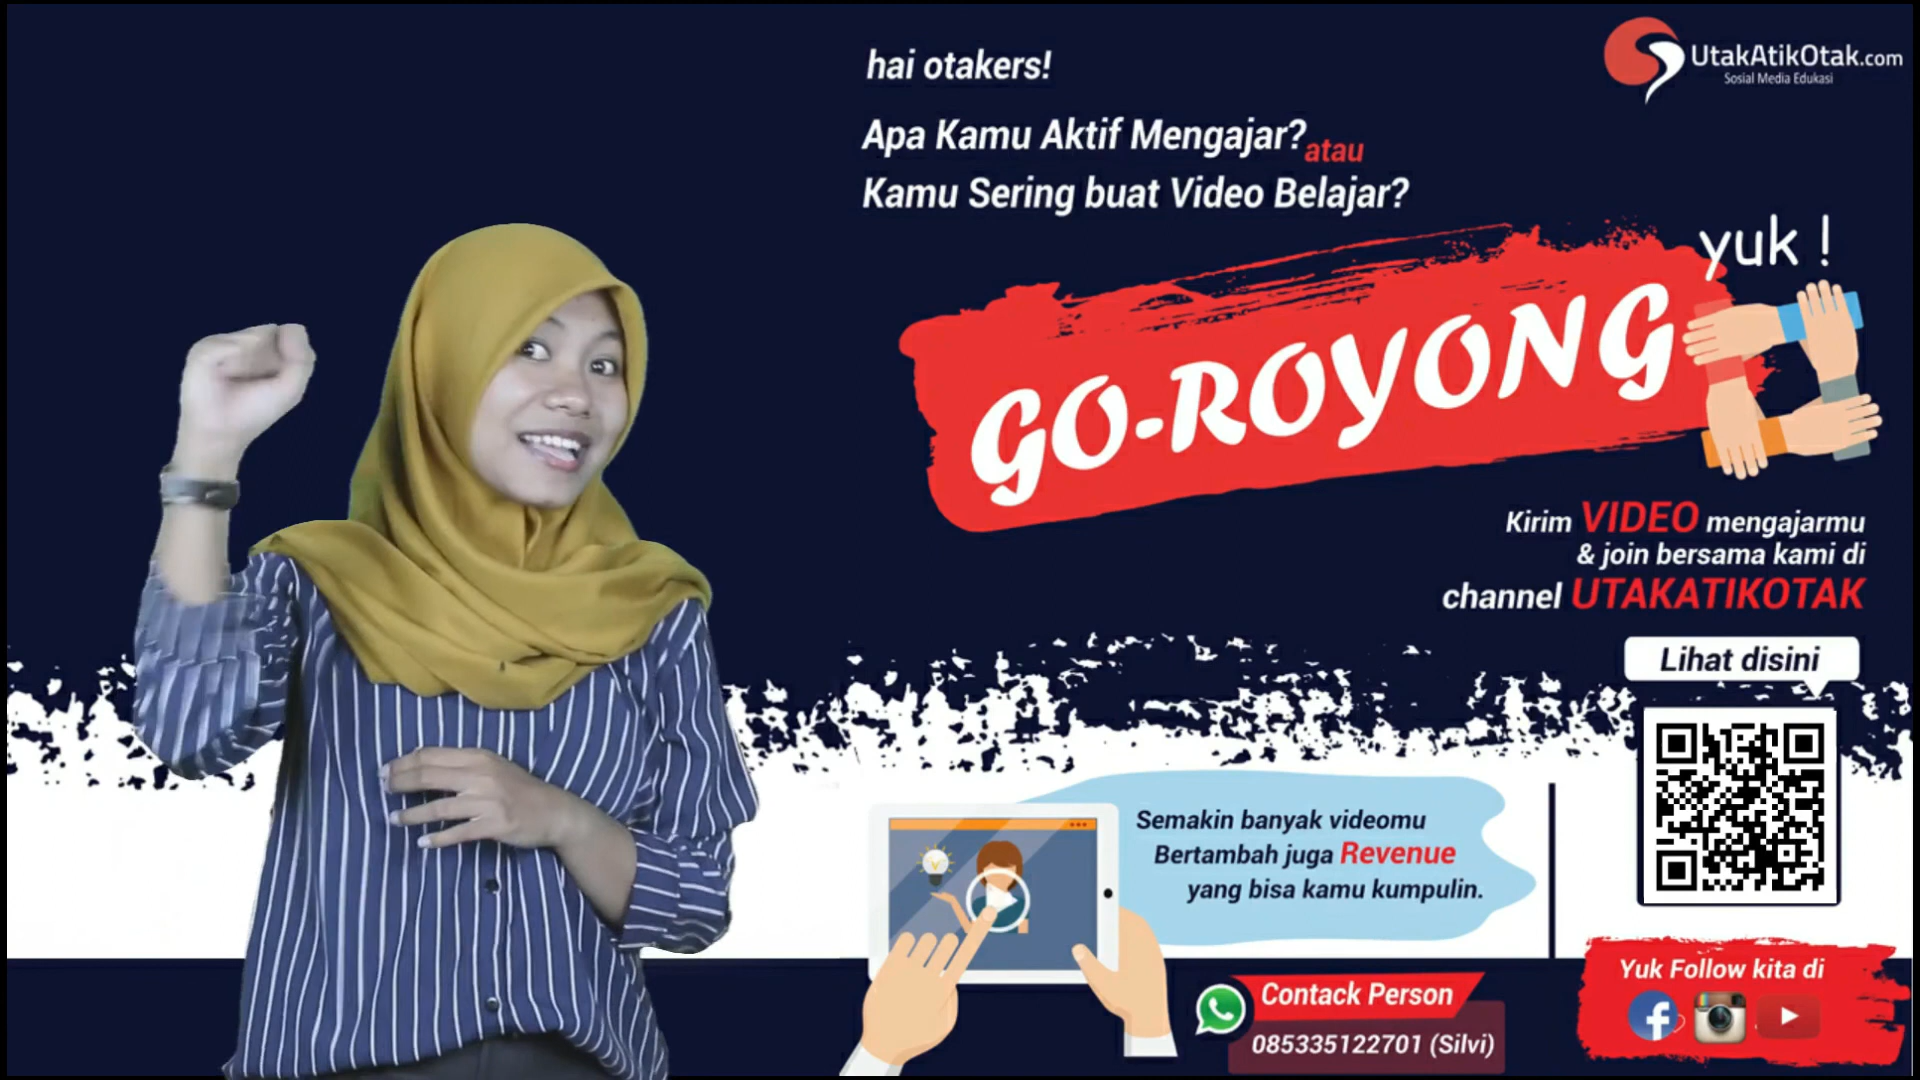 UtakAtikOtak.com
Sosial Media Edukasi
hai otakers!
Apa Kamu Aktif Mengajar? atau
Kamu Sering buat Video Belajar?
yuk !
GO-ROYONG
Kirim VIDEO mengajarmu
& join bersama kami di
channel UTAKATIKOTAK
Lihat disini
Semakin banyak videomu
Bertambah juga Revenue
yang bisa kamu kumpulin.
Contack Person
085335122701 (Silvi)
Yuk Follow kita di